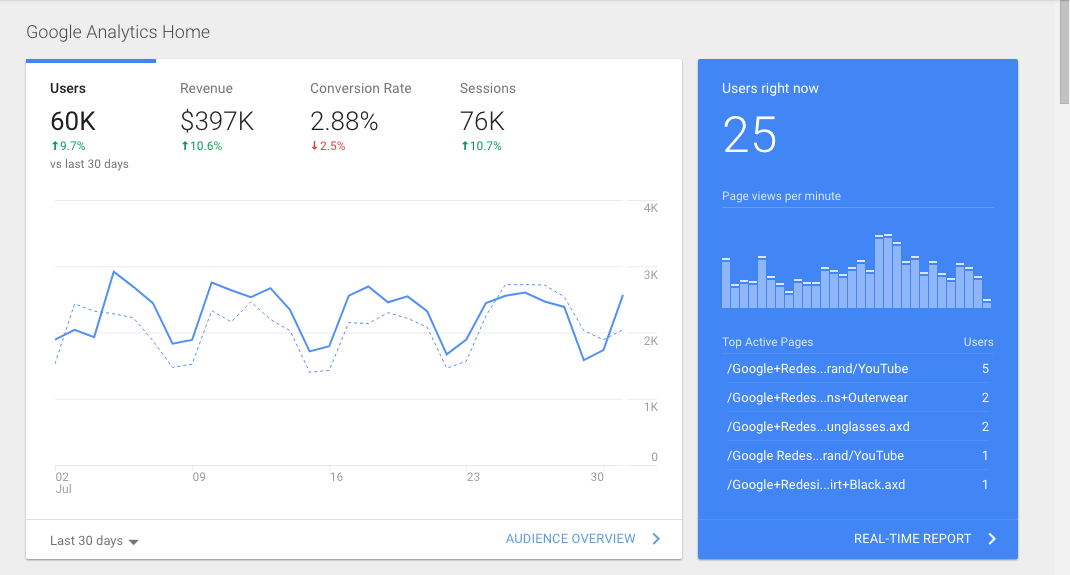 Google Analytics Home
Users
60K
9.7%
vs last 30 days
Revenue
$397K
10.6%
Conversion Rate
2.88%
2.5%
Sessions
76K
10.7%
4K
3K
2K
1K
0
02
Jul
09
16
23
30
Last 30 days
AUDIENCE OVERVIEW
Users right now
25
Page views per minute
Top Active Pages Users
/Google+Redes...rand/YouTube 5
/Google+Redes...ns+Outerwear 2
/Google+Redes...unglasses.axd 2
/Google Redes...rand/YouTube 1
/Google+Redesi...irt+Black.axd 1
REAL-TIME REPORT